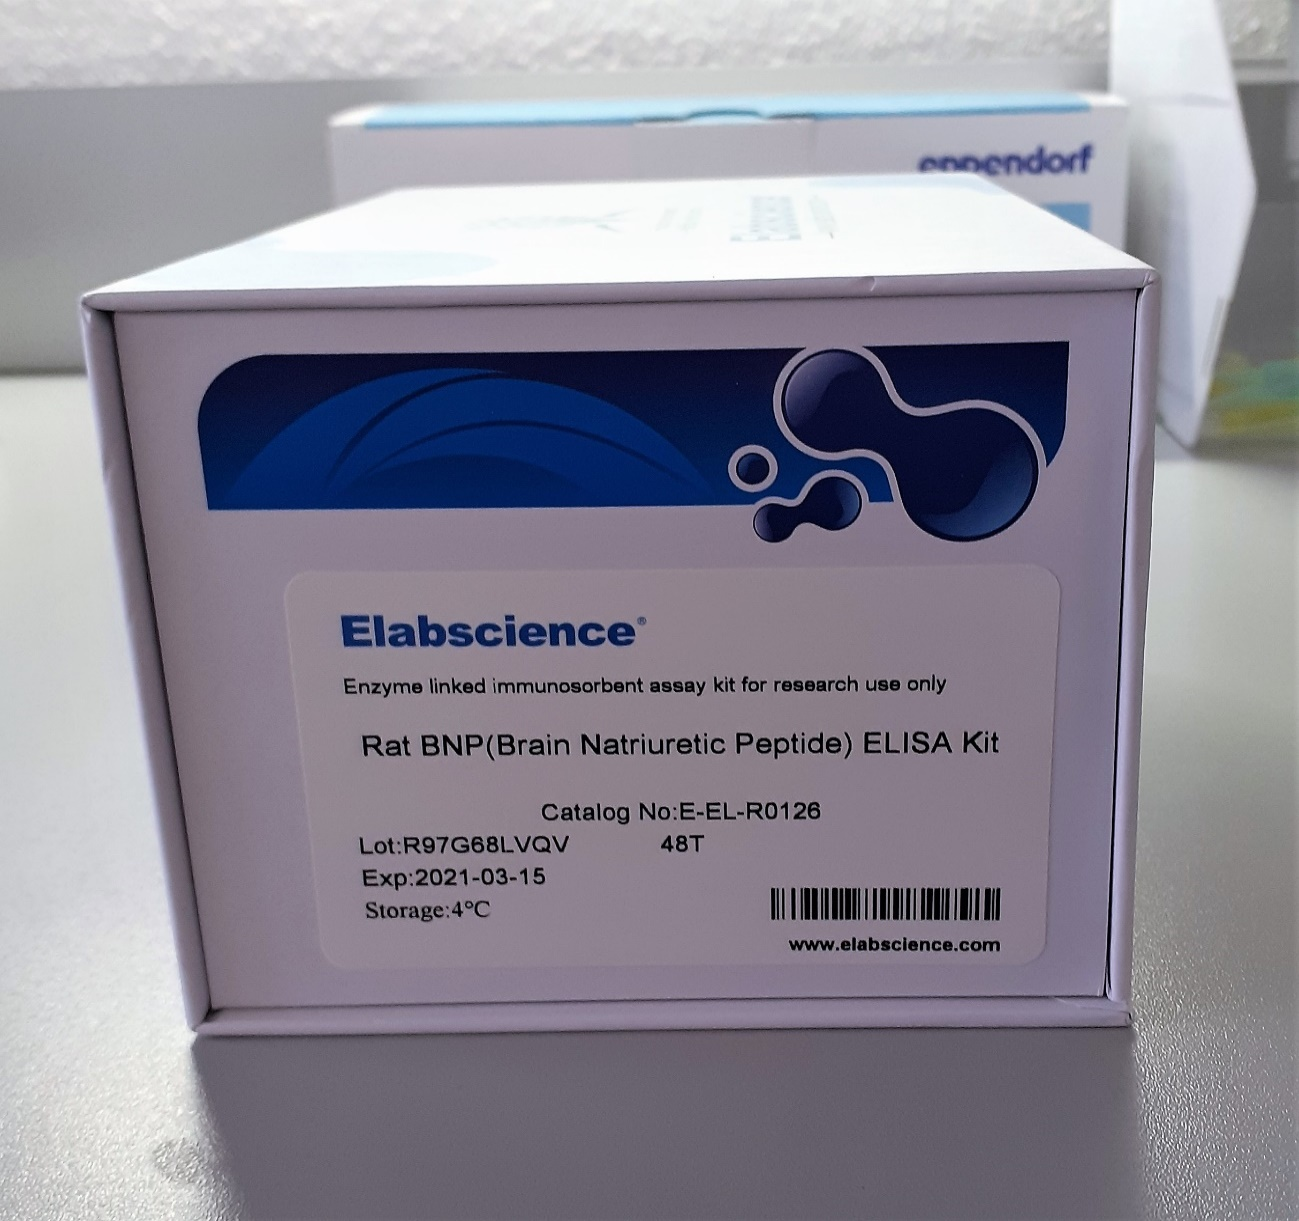 eppendorf
Elabscience
Elabscience®
Enzyme linked immunosorbent assay kit for research use only
Rat BNP(Brain Natriuretic Peptide) ELISA Kit
Catalog No:E-EL-R0126
Lot:R97G68LVQV 48T
Exp:2021-03-15
Storage:4°C
www.elabscience.com